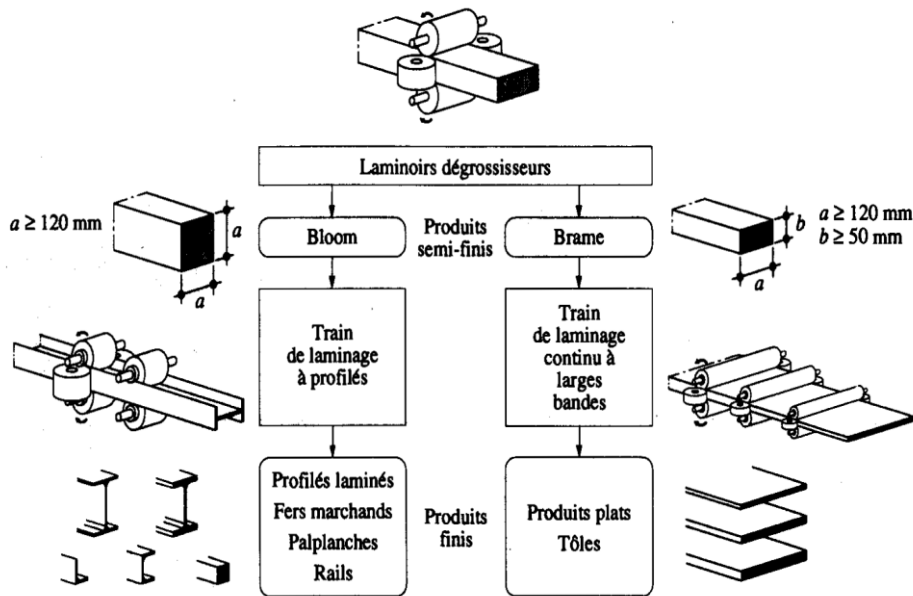 Laminoirs dégrossisseurs
a ≥ 120 mm
a
a
Bloom
Produits
semi-finis
Brame
b
a
a ≥ 120 mm
b ≥ 50 mm
Train
de laminage
à profilés
Train
de laminage
continu à
larges
bandes
Profilés laminés
Fers marchands
Palplanches
Rails
Produits
finis
Produits plats
Tôles